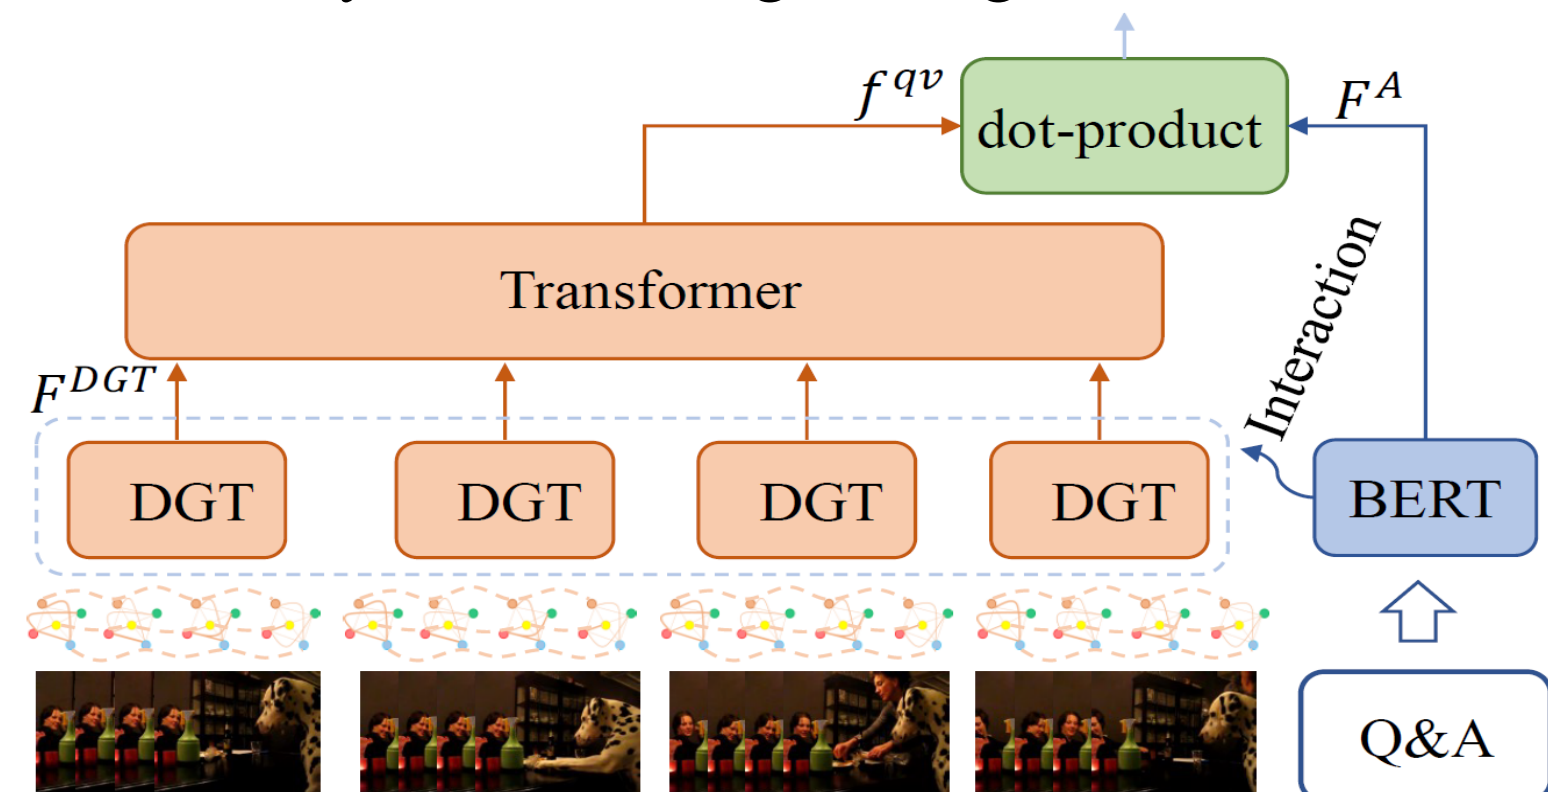 f^{qv}
F^{A}
dot-product
Interaction
Transformer
F^{DGT}
DGT DGT DGT DGT
BERT
Q&A